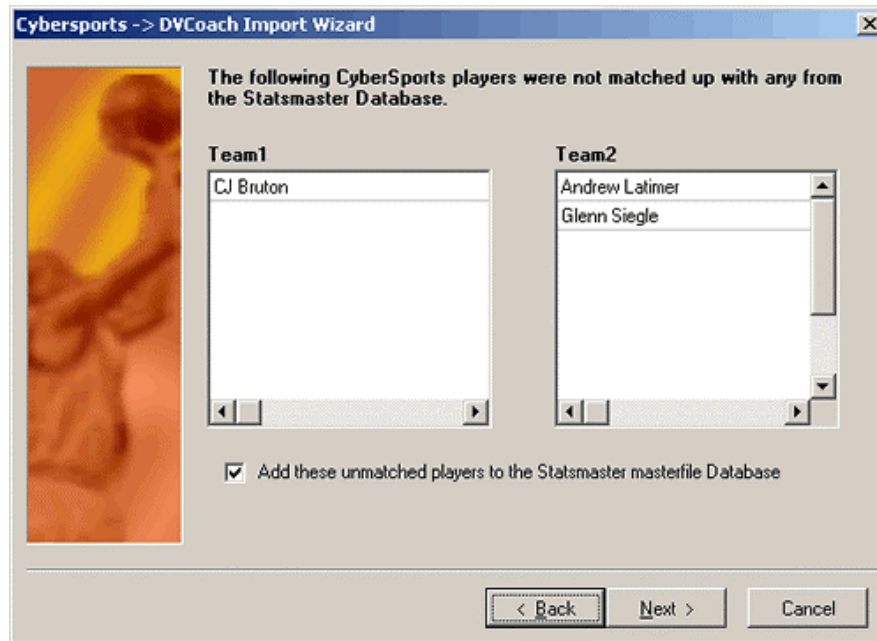 Cybersports -> DVCoach Import Wizard
The following CyberSports players were not matched up with any from
the Statsmaster Database.
Team1
Team2
CJ Bruton
Andrew Latimer
Glenn Siegle
Add these unmatched players to the Statsmaster masterfile Database
< Back
Next >
Cancel